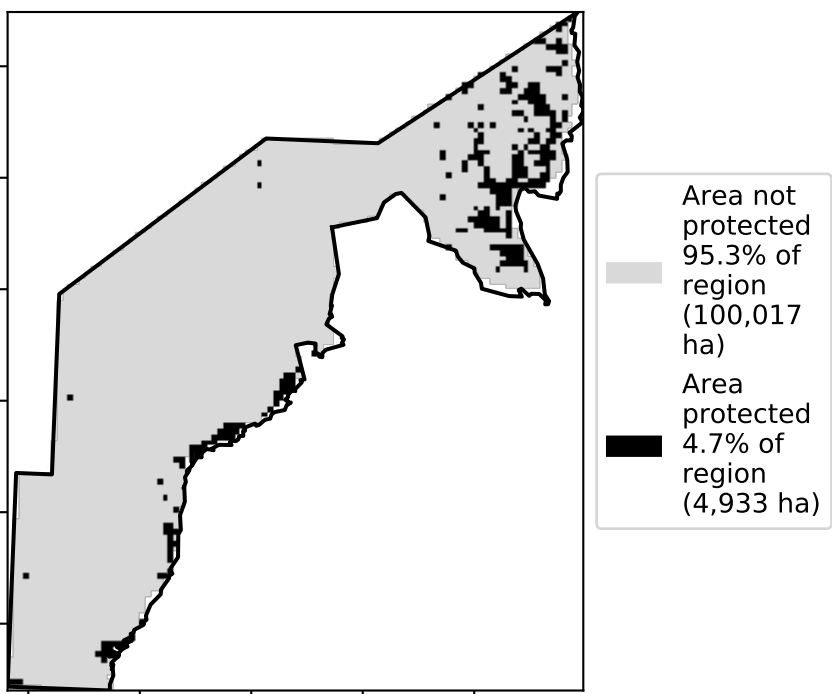 Area not
protected
95.3% of
region
(100,017
ha)
Area
protected
4.7% of
region
(4,933 ha)